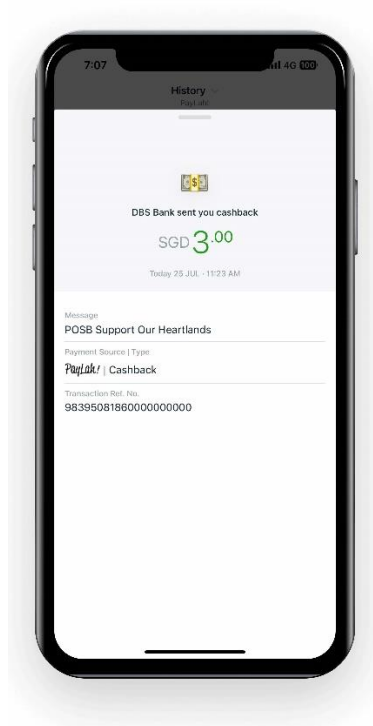 7:07
4G 100
History
PayLah!
DBS Bank sent you cashback
SGD 3.00
Today 25 JUL - 11:23 AM
Message
POSB Support Our Heartlands
Payment Source | Type
PayLah! | Cashback
Transaction Ref. No.
98395081860000000000